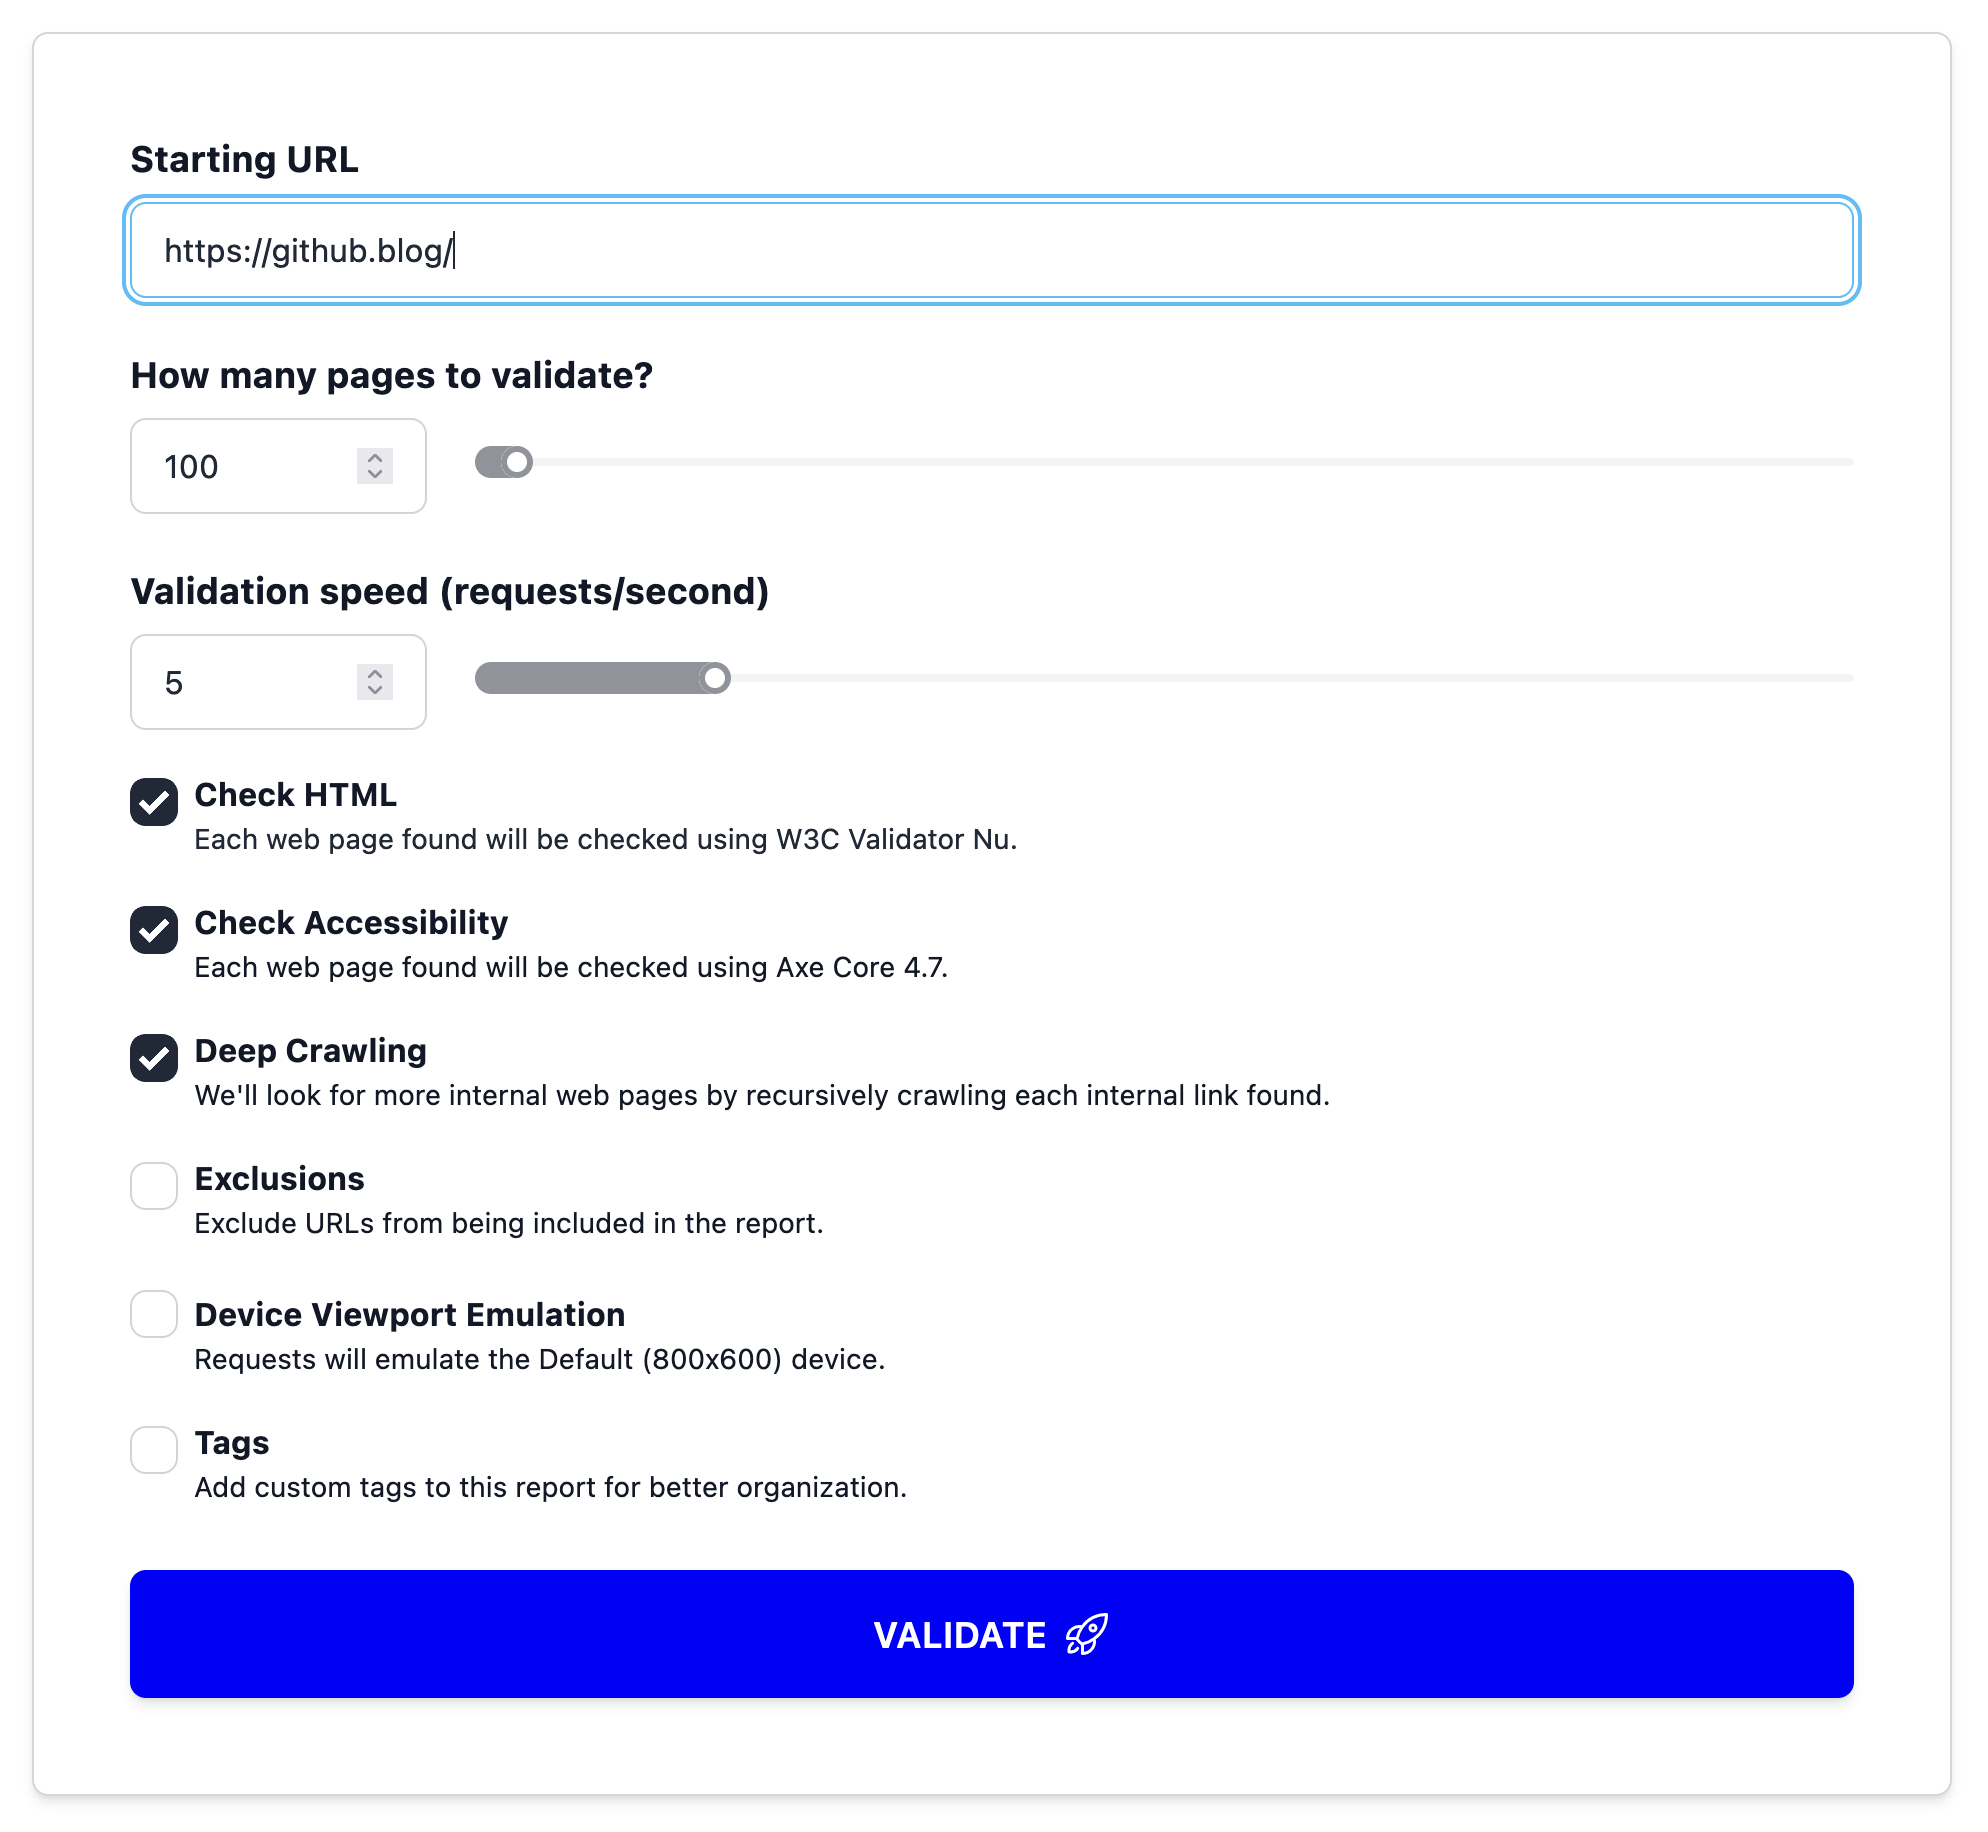 Starting URL
https://github.blog/
How many pages to validate?
100
Validation speed (requests/second)
5
Check HTML
Each web page found will be checked using W3C Validator Nu.
Check Accessibility
Each web page found will be checked using Axe Core 4.7.
Deep Crawling
We'll look for more internal web pages by recursively crawling each internal link found.
Exclusions
Exclude URLs from being included in the report.
Device Viewport Emulation
Requests will emulate the Default (800x600) device.
Tags
Add custom tags to this report for better organization.
VALIDATE